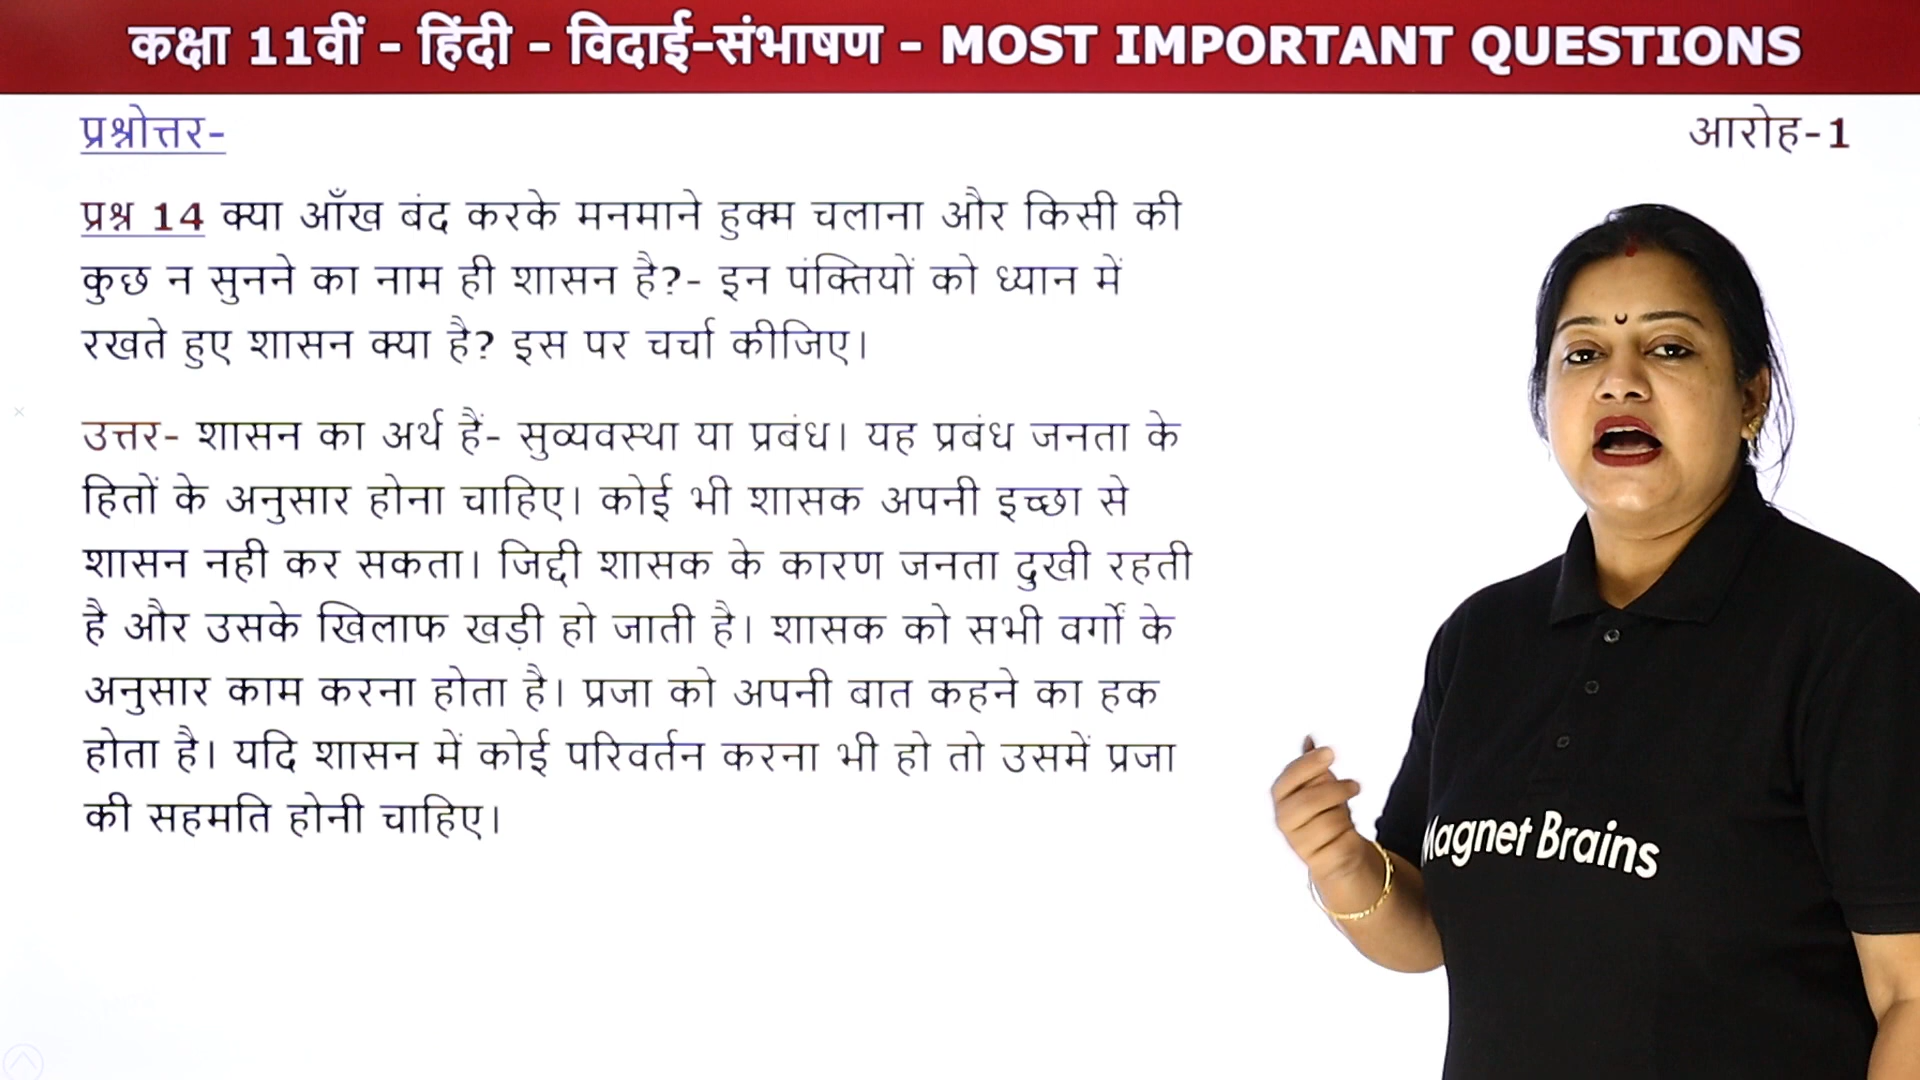 कक्षा 11वीं - हिंदी - विदाई-संभाषण - MOST IMPORTANT QUESTIONS
प्रश्नोत्तर-
आरोह-1
प्रश्न 14 क्या आँख बंद करके मनमाने हुक्म चलाना और किसी की
कुछ न सुनने का नाम ही शासन है?- इन पंक्तियों को ध्यान में
रखते हुए शासन क्या है? इस पर चर्चा कीजिए।
उत्तर- शासन का अर्थ हैं- सुव्यवस्था या प्रबंध। यह प्रबंध जनता के
हितों के अनुसार होना चाहिए। कोई भी शासक अपनी इच्छा से
शासन नही कर सकता। जिद्दी शासक के कारण जनता दुखी रहती
है और उसके खिलाफ खड़ी हो जाती है। शासक को सभी वर्गों के
अनुसार काम करना होता है। प्रजा को अपनी बात कहने का हक
होता है। यदि शासन में कोई परिवर्तन करना भी हो तो उसमें प्रजा
की सहमति होनी चाहिए।
Magnet Brains